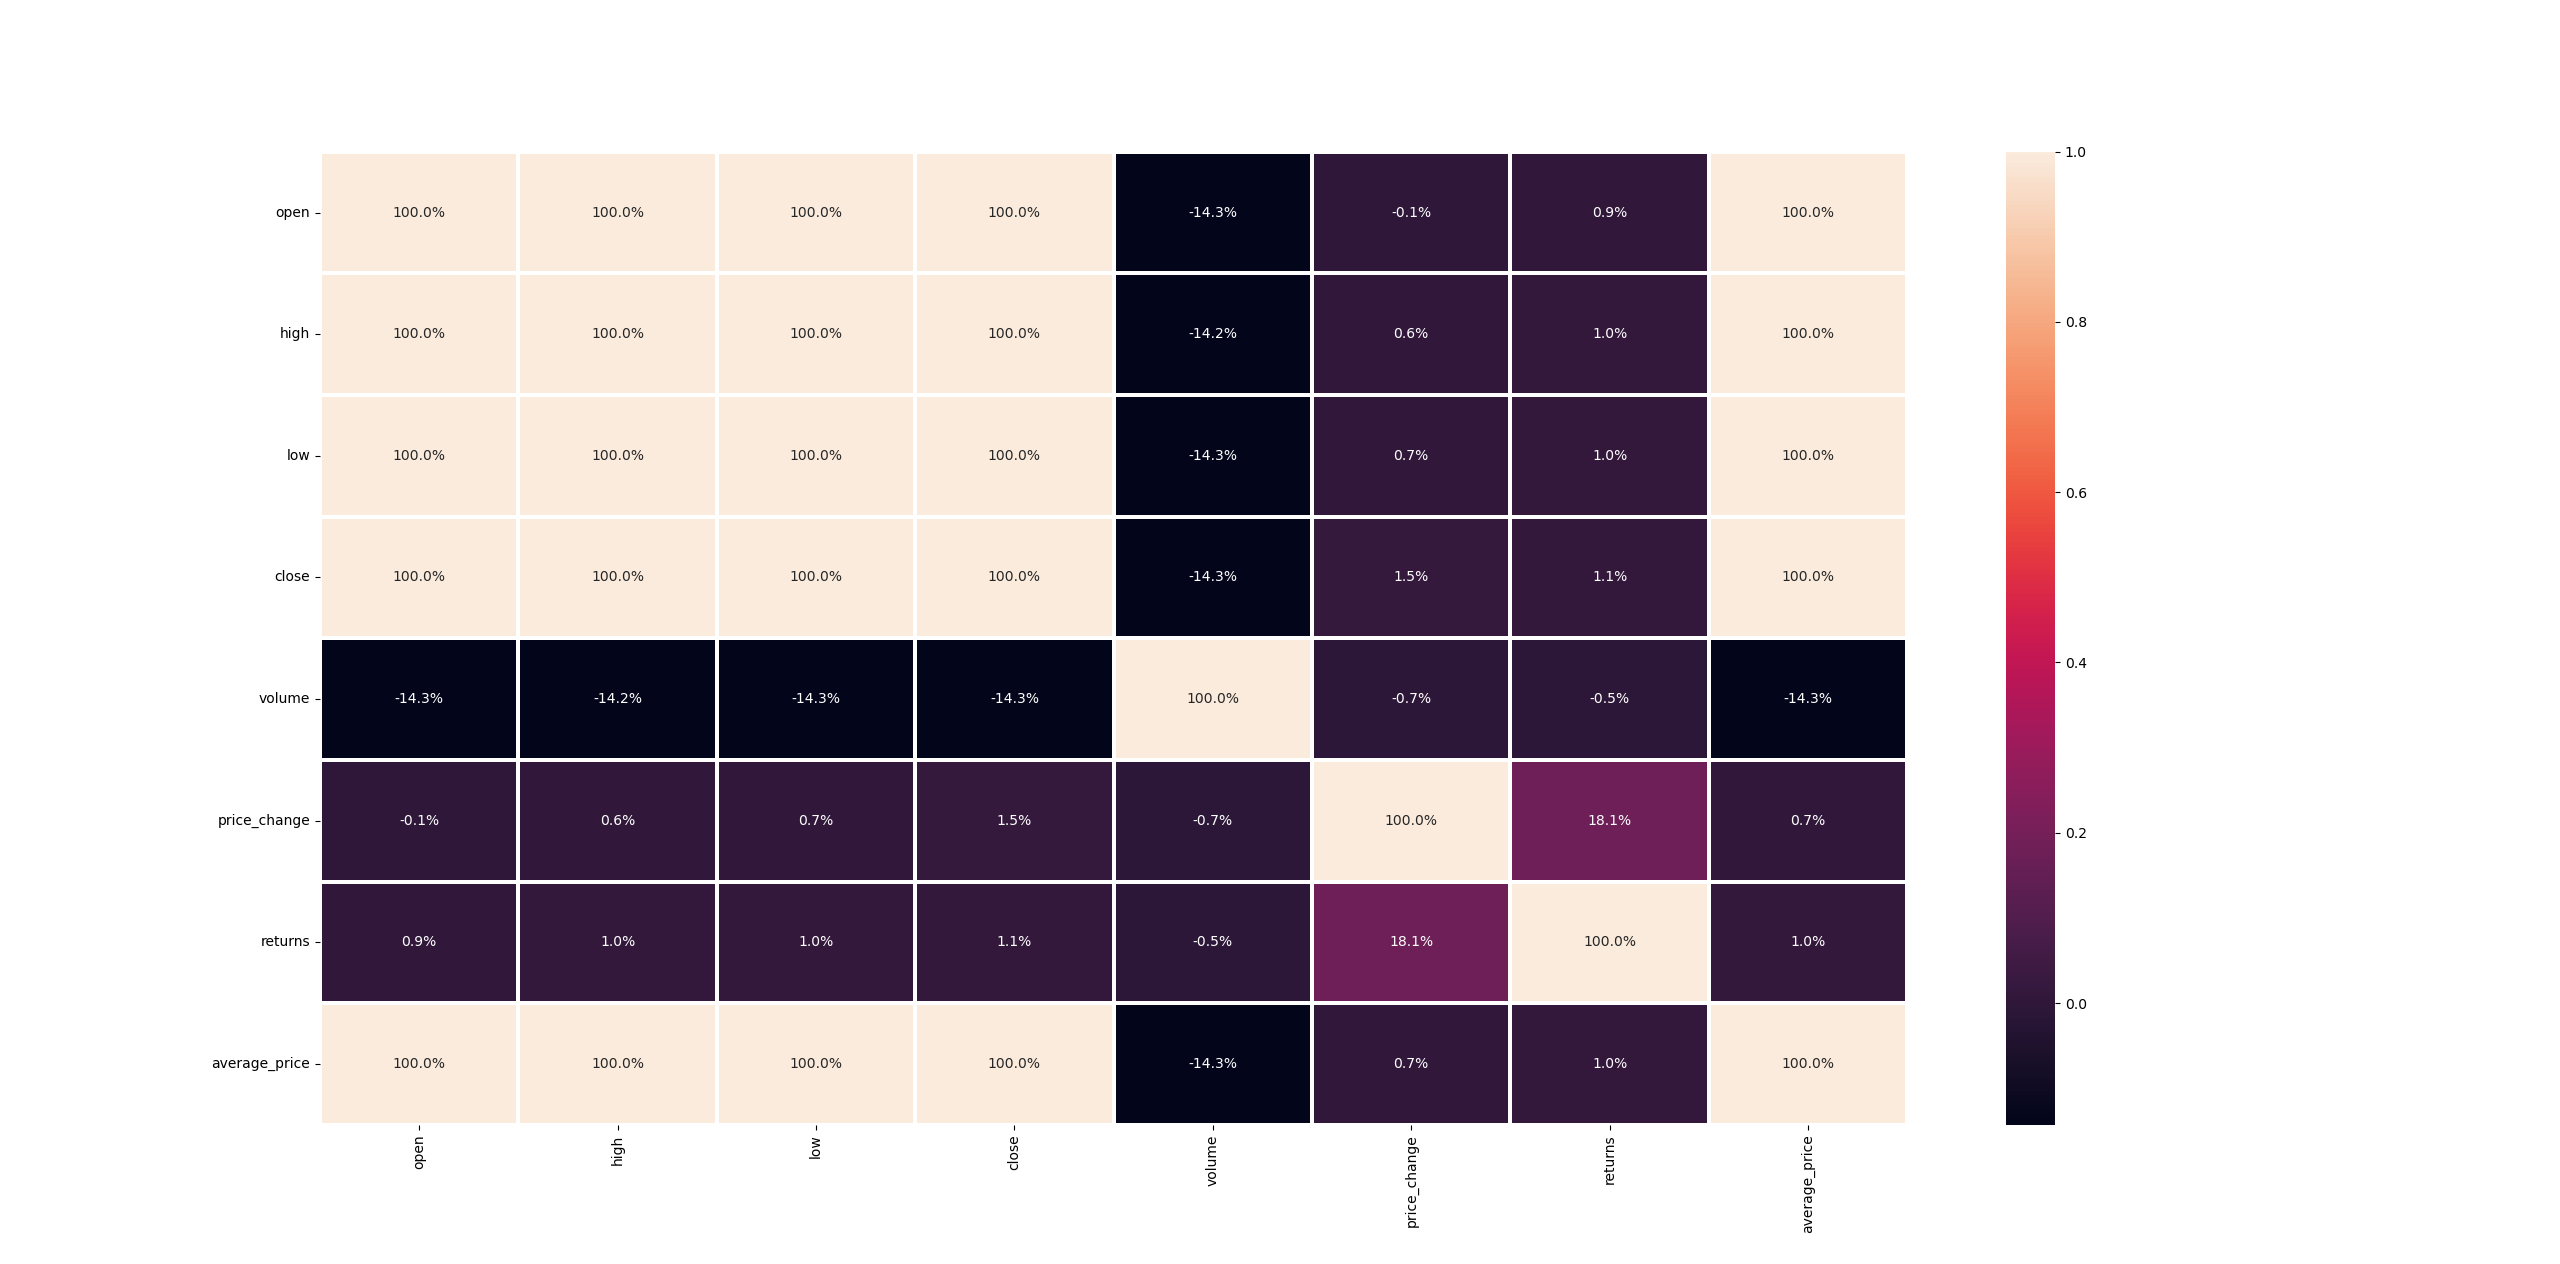 open 100.0% 100.0% 100.0% 100.0% -14.3% -0.1% 0.9% 100.0%
high 100.0% 100.0% 100.0% 100.0% -14.2% 0.6% 1.0% 100.0%
low 100.0% 100.0% 100.0% 100.0% -14.3% 0.7% 1.0% 100.0%
close 100.0% 100.0% 100.0% 100.0% -14.3% 1.5% 1.1% 100.0%
volume -14.3% -14.2% -14.3% -14.3% 100.0% -0.7% -0.5% -14.3%
price_change -0.1% 0.6% 0.7% 1.5% -0.7% 100.0% 18.1% 0.7%
returns 0.9% 1.0% 1.0% 1.1% -0.5% 18.1% 100.0% 1.0%
average_price 100.0% 100.0% 100.0% 100.0% -14.3% 0.7% 1.0% 100.0%
open high low close volume price_change returns average_price
1.0
0.8
0.6
0.4
0.2
0.0